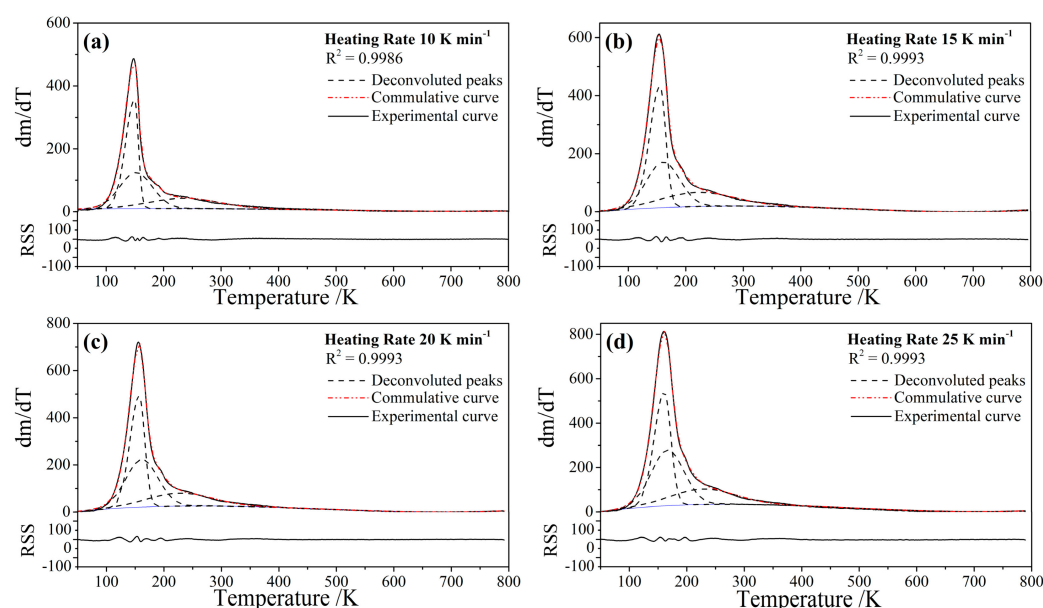 (a)
Heating Rate 10 K min⁻¹
R² = 0.9986
Deconvoluted peaks
Commulative curve
Experimental curve
dm/dT
600
400
200
0
RSS
100
0
-100
100 200 300 400 500 600 700 800
Temperature /K
(b)
Heating Rate 15 K min⁻¹
R² = 0.9993
Deconvoluted peaks
Commulative curve
Experimental curve
dm/dT
600
400
200
0
RSS
100
0
-100
100 200 300 400 500 600 700 800
Temperature /K
(c)
Heating Rate 20 K min⁻¹
R² = 0.9993
Deconvoluted peaks
Commulative curve
Experimental curve
dm/dT
800
600
400
200
0
RSS
100
0
-100
100 200 300 400 500 600 700 800
Temperature /K
(d)
Heating Rate 25 K min⁻¹
R² = 0.9993
Deconvoluted peaks
Commulative curve
Experimental curve
dm/dT
800
600
400
200
0
RSS
100
0
-100
100 200 300 400 500 600 700 800
Temperature /K